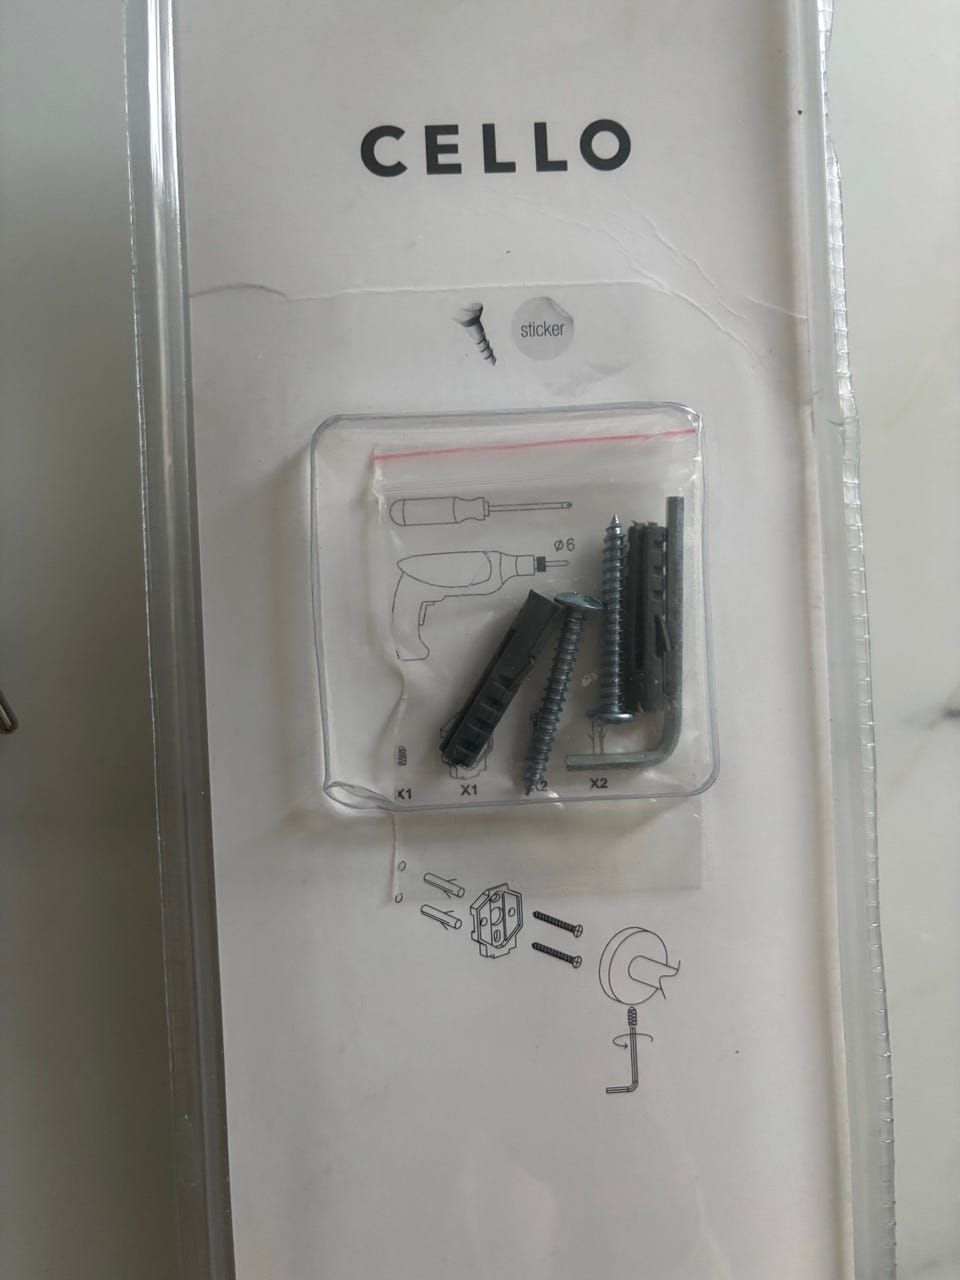 CELLO
sticker
ø6
X1 X1 X2 X2